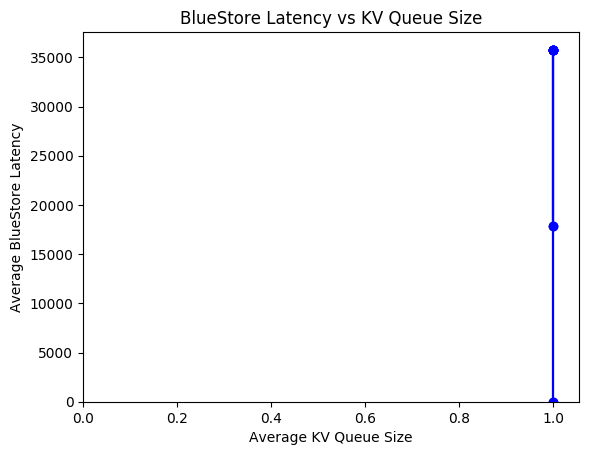 BlueStore Latency vs KV Queue Size
Average BlueStore Latency
35000
30000
25000
20000
15000
10000
5000
0
0.0 0.2 0.4 0.6 0.8 1.0
Average KV Queue Size